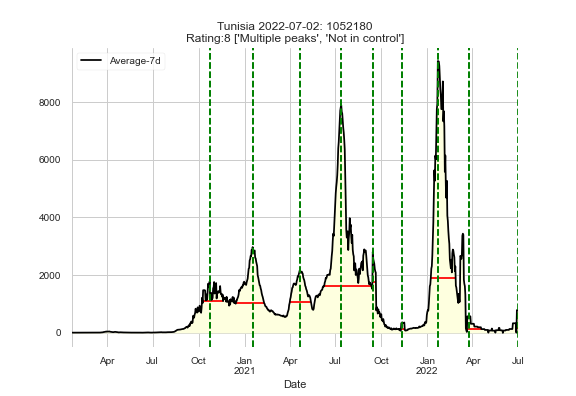 Tunisia 2022-07-02: 1052180
Rating:8 ['Multiple peaks', 'Not in control']
Average-7d
8000
6000
4000
2000
0
Apr Jul Oct Jan Apr Jul Oct Jan Apr Jul
2021 2022
Date